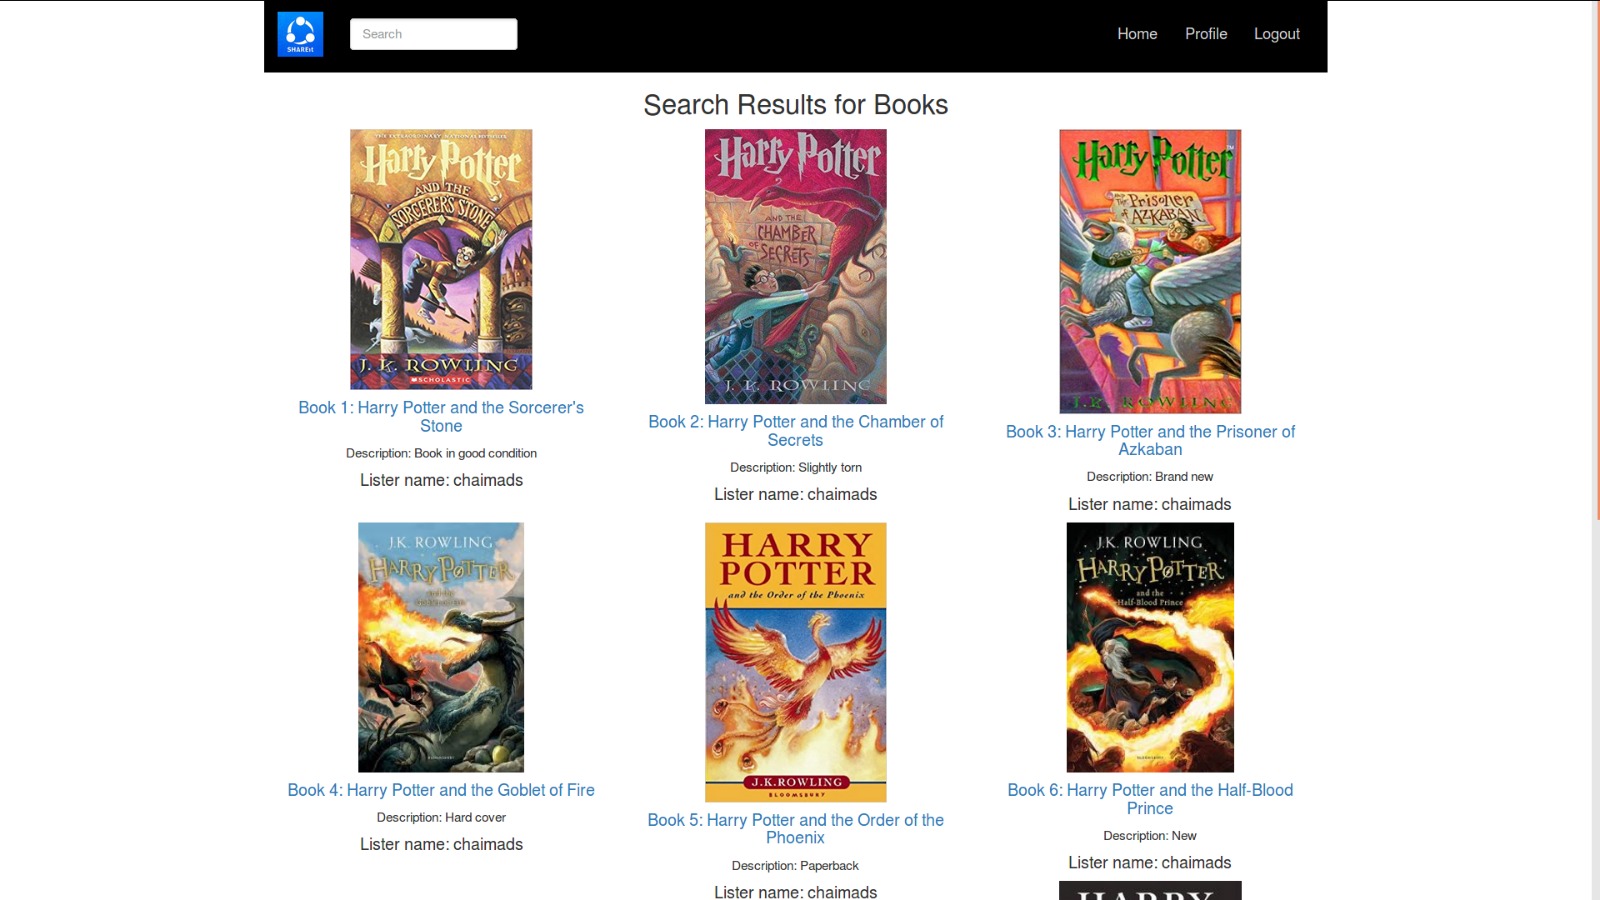 SHAREit
Search
Home
Profile
Logout
Search Results for Books
THE EXTRAORDINARY NATIONAL BESTSELLER
Harry Potter
AND THE
SORCERER'S STONE
J. K. ROWLING
SCHOLASTIC
Book 1: Harry Potter and the Sorcerer's
Stone
Description: Book in good condition
Lister name: chaimads
Harry Potter
AND THE
CHAMBER
OF SECRETS
J. K. ROWLING
Book 2: Harry Potter and the Chamber of
Secrets
Description: Slightly torn
Lister name: chaimads
Harry Potter
and the Prisoner
of AZKABAN
J. K. ROWLING
Book 3: Harry Potter and the Prisoner of
Azkaban
Description: Brand new
Lister name: chaimads
J.K. ROWLING
HARRY POTTER
and the
Goblet of Fire
Book 4: Harry Potter and the Goblet of Fire
Description: Hard cover
Lister name: chaimads
HARRY
POTTER
and the Order of the Phoenix
J.K.ROWLING
BLOOMSBURY
Book 5: Harry Potter and the Order of the
Phoenix
Description: Paperback
Lister name: chaimads
J.K. ROWLING
HARRY POTTER
and the
Half-Blood Prince
BLOOMSBURY
Book 6: Harry Potter and the Half-Blood
Prince
Description: New
Lister name: chaimads
HARRY